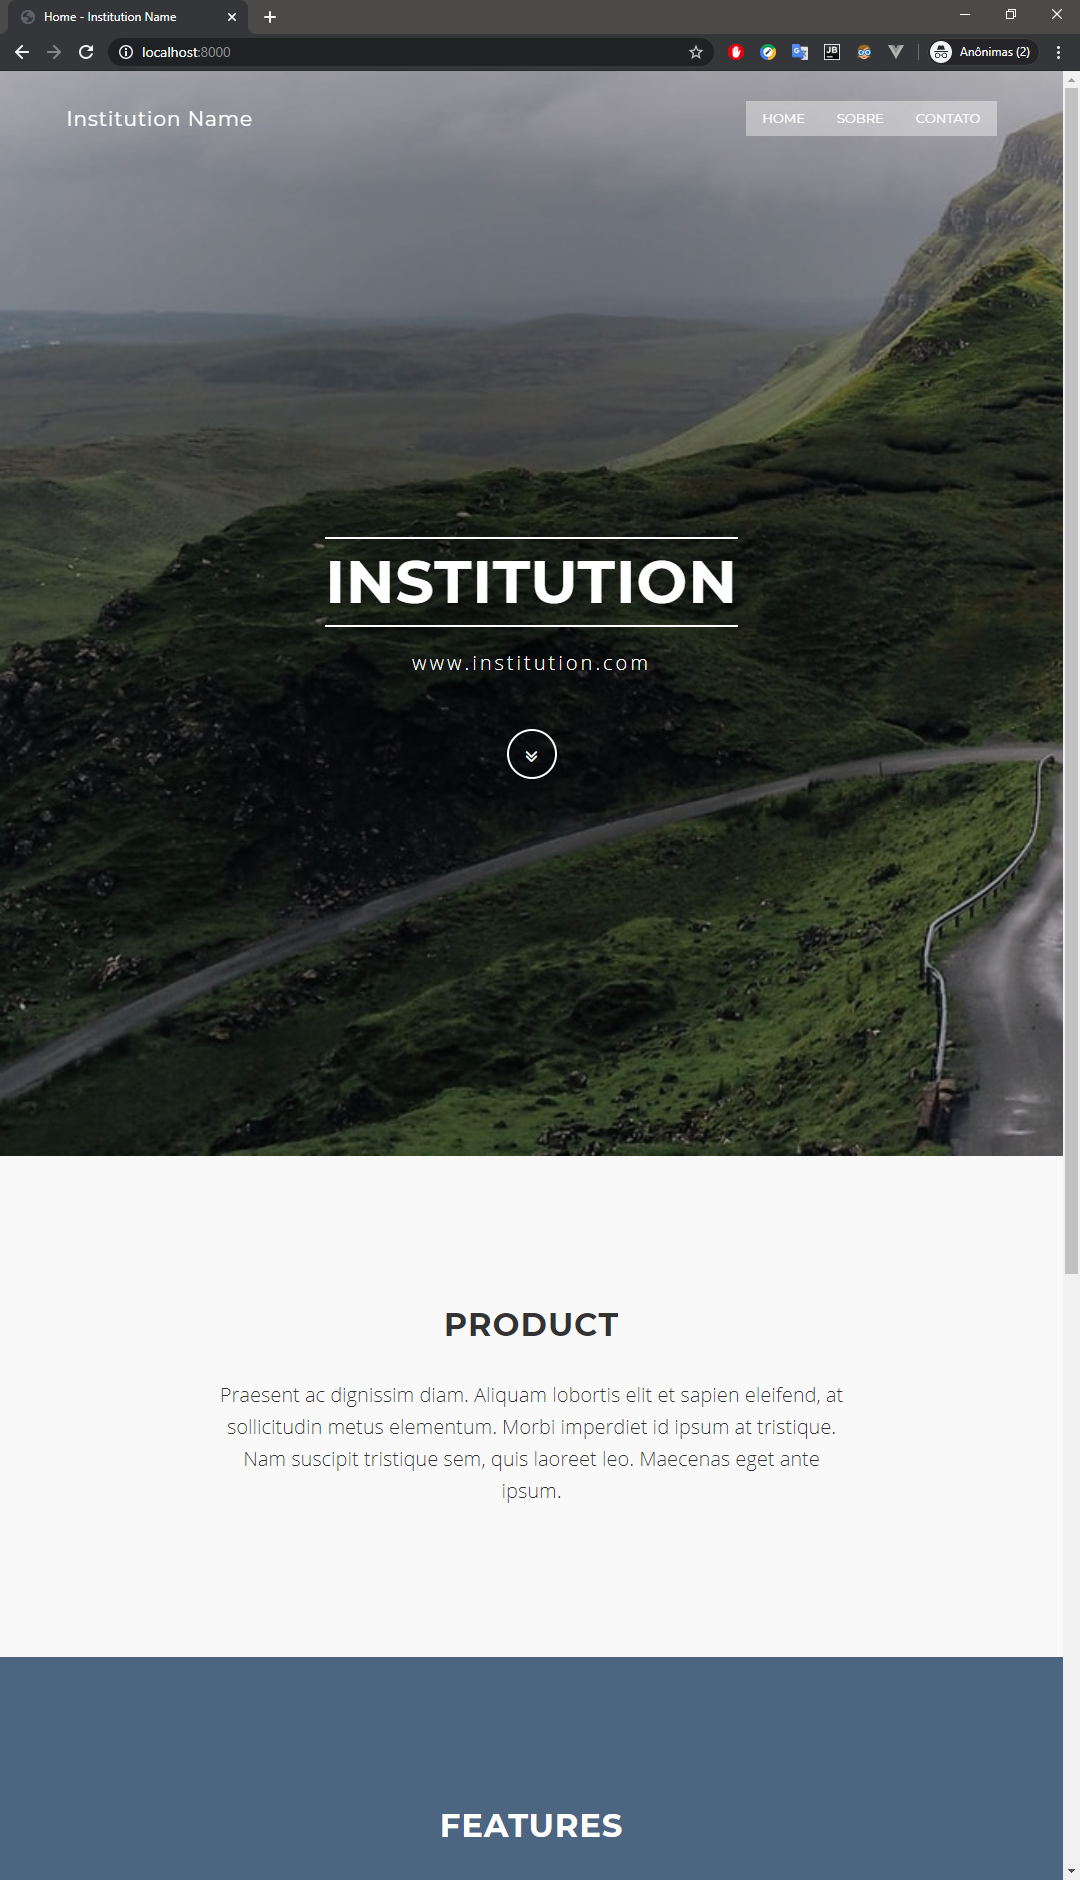 Home - Institution Name
localhost:8000
JB
Anônimas (2)
Institution Name
HOME SOBRE CONTATO
INSTITUTION
www.institution.com
PRODUCT
Praesent ac dignissim diam. Aliquam lobortis elit et sapien eleifend, at
sollicitudin metus elementum. Morbi imperdiet id ipsum at tristique.
Nam suscipit tristique sem, quis laoreet leo. Maecenas eget ante
ipsum.
FEATURES